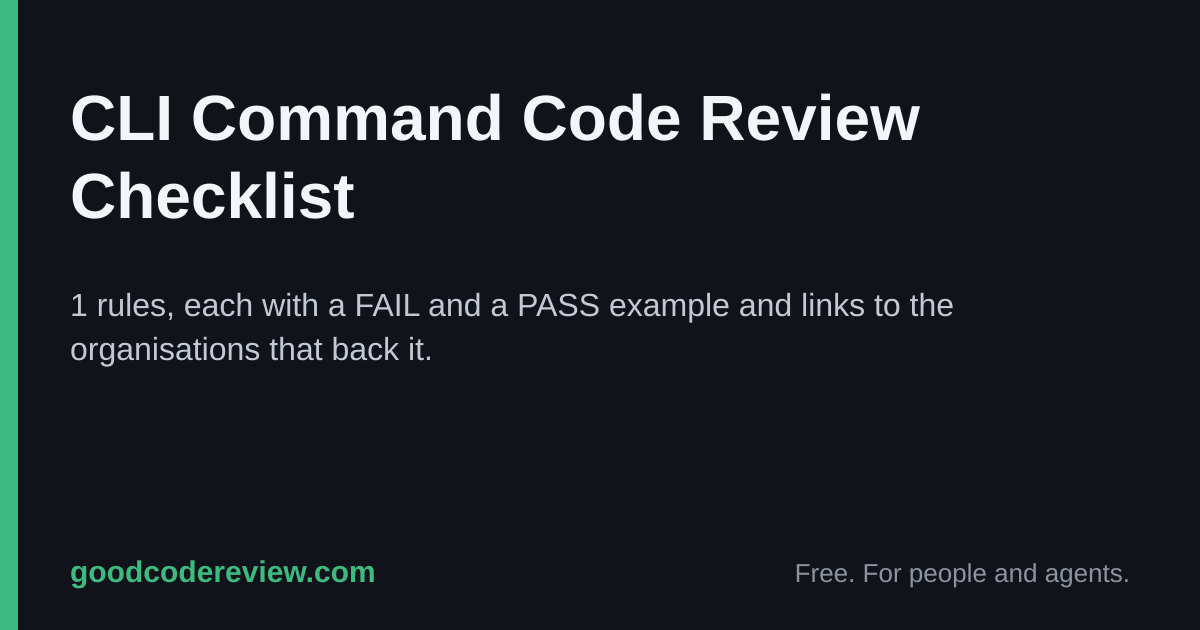 CLI Command Code Review
Checklist
1 rules, each with a FAIL and a PASS example and links to the
organisations that back it.
goodcodereview.com
Free. For people and agents.